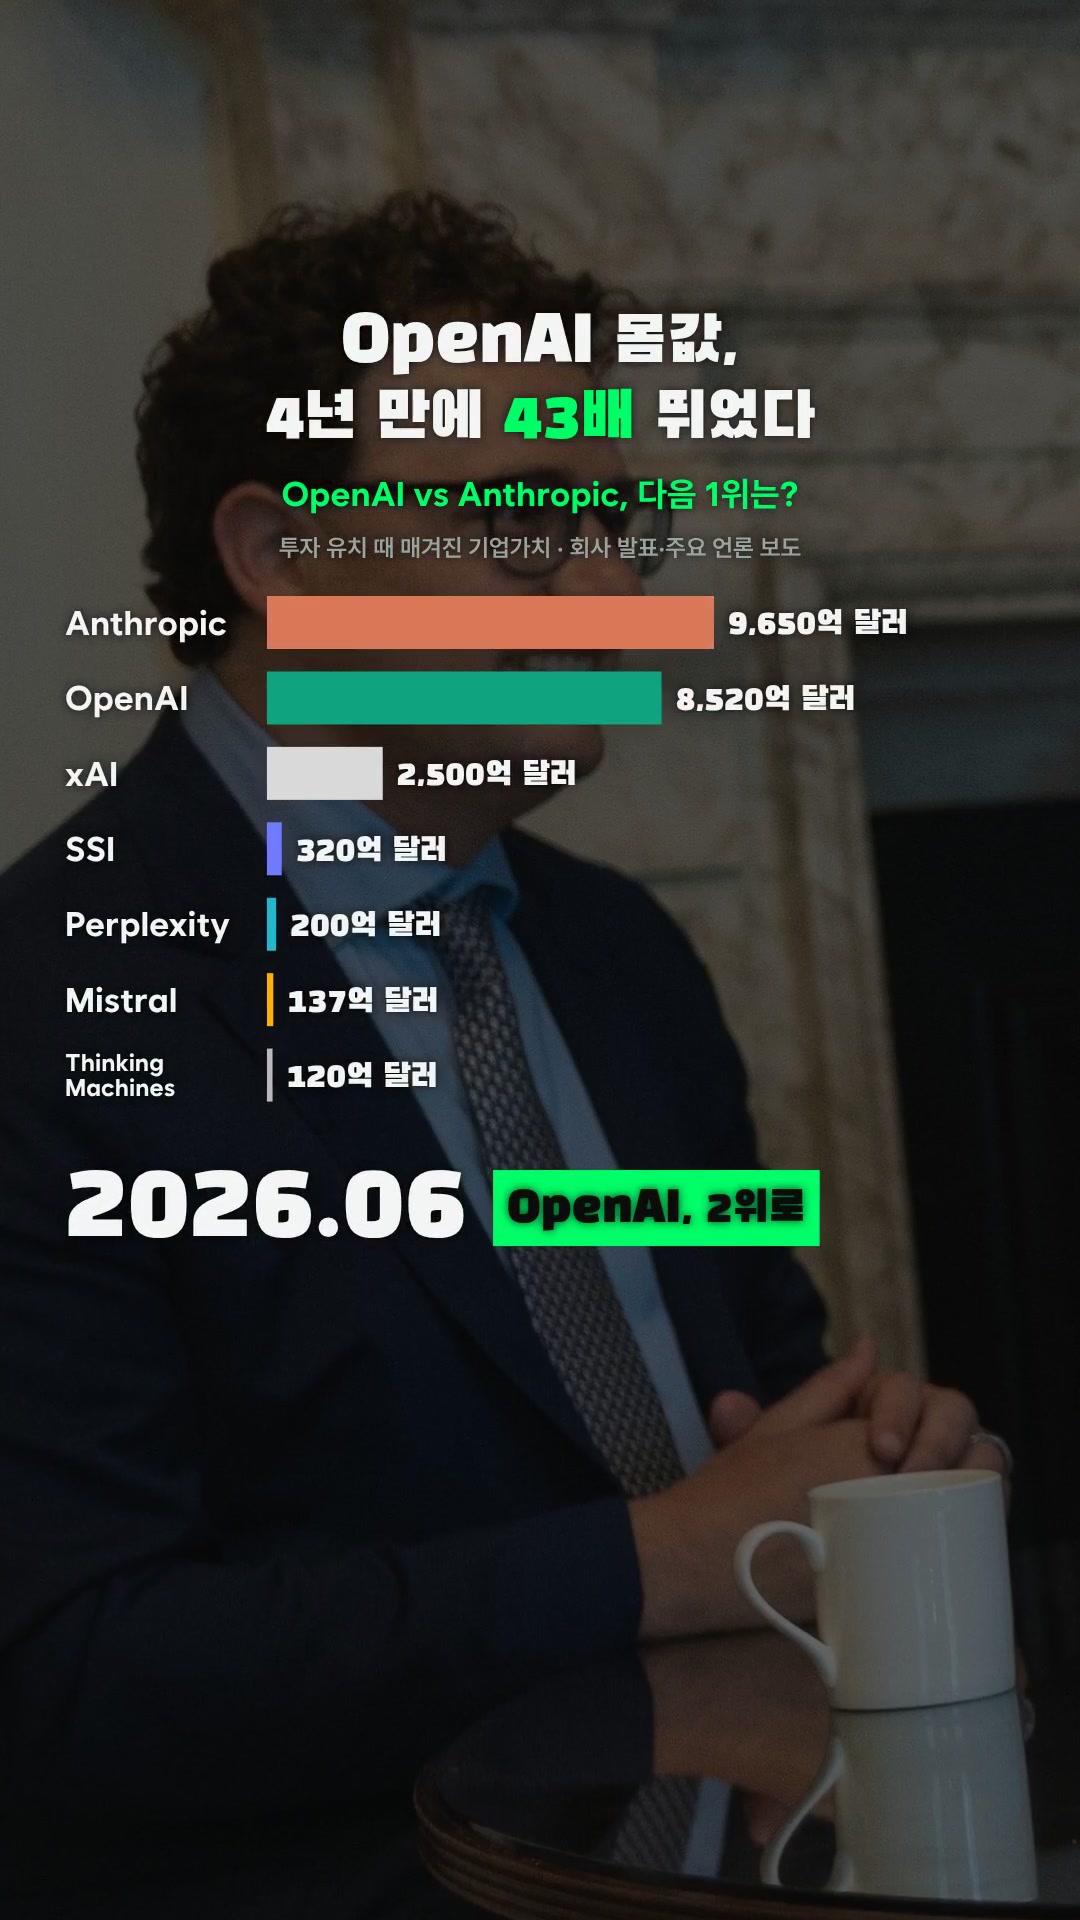 OpenAI 몸값,
4년 만에 43배 뛰었다
OpenAI vs Anthropic, 다음 1위는?
투자 유치 때 매겨진 기업가치 · 회사 발표·주요 언론 보도
Anthropic 9,650억 달러
OpenAI 8,520억 달러
xAI 2,500억 달러
SSI 320억 달러
Perplexity 200억 달러
Mistral 137억 달러
Thinking
Machines 120억 달러
2026.06 OpenAI, 2위로